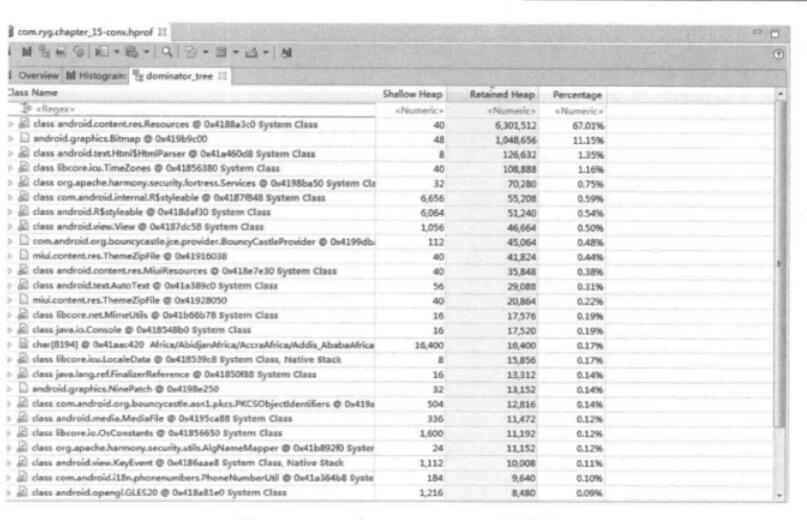 com.ryg.chapter_15-conv.hprof
Overview Histogram dominator_tree
Class Name Shallow Heap Retained Heap Percentage
<Regex> <Numeric> <Numeric> <Numeric>
class android.content.res.Resources @ 0x4188a3c0 System Class 40 6,301,512 67.01%
android.graphics.Bitmap @ 0x419b9c00 48 1,048,656 11.15%
class android.text.Html$HtmlParser @ 0x41a460d8 System Class 8 126,632 1.35%
class libcore.icu.TimeZones @ 0x41856380 System Class 40 108,888 1.16%
class org.apache.harmony.security.fortress.Services @ 0x4198ba50 System Cla 32 70,280 0.75%
class com.android.internal.R$styleable @ 0x4187f848 System Class 6,656 55,208 0.59%
class android.R$styleable @ 0x418daf30 System Class 6,064 51,240 0.54%
class android.view.View @ 0x4187dc58 System Class 1,056 46,664 0.50%
com.android.org.bouncycastle.jce.provider.BouncyCastleProvider @ 0x4199db 112 45,064 0.48%
miui.content.res.ThemeZipFile @ 0x41916038 40 41,824 0.44%
class android.content.res.MiuiResources @ 0x418e7e30 System Class 40 35,848 0.38%
class android.text.AutoText @ 0x41a389c0 System Class 56 29,088 0.31%
miui.content.res.ThemeZipFile @ 0x41928050 40 20,864 0.22%
class libcore.net.MimeUtils @ 0x41b66b78 System Class 16 17,576 0.19%
class java.io.Console @ 0x418548b0 System Class 16 17,520 0.19%
char[8194] @ 0x41aac420 Africa/AbidjanAfrica/AccraAfrica/Addis_AbabaAfrica 16,400 16,400 0.17%
class libcore.icu.LocaleData @ 0x418539c8 System Class, Native Stack 8 15,856 0.17%
class java.lang.ref.FinalizerReference @ 0x41850f88 System Class 16 13,312 0.14%
android.graphics.NinePatch @ 0x4198e250 32 13,152 0.14%
class com.android.org.bouncycastle.asn1.pkcs.PKCSObjectIdentifiers @ 0x419a 504 12,816 0.14%
class android.media.MediaFile @ 0x4195ca88 System Class 336 11,472 0.12%
class libcore.io.OsConstants @ 0x41856650 System Class 1,600 11,192 0.12%
class org.apache.harmony.security.utils.AlgNameMapper @ 0x41b892f0 System 24 11,152 0.12%
class android.view.KeyEvent @ 0x4186aae8 System Class, Native Stack 1,112 10,008 0.11%
class com.android.i18n.phonenumbers.PhoneNumberUtil @ 0x41a364b8 Syste 184 9,640 0.10%
class android.opengl.GLES20 @ 0x418a81e0 System Class 1,216 8,480 0.09%